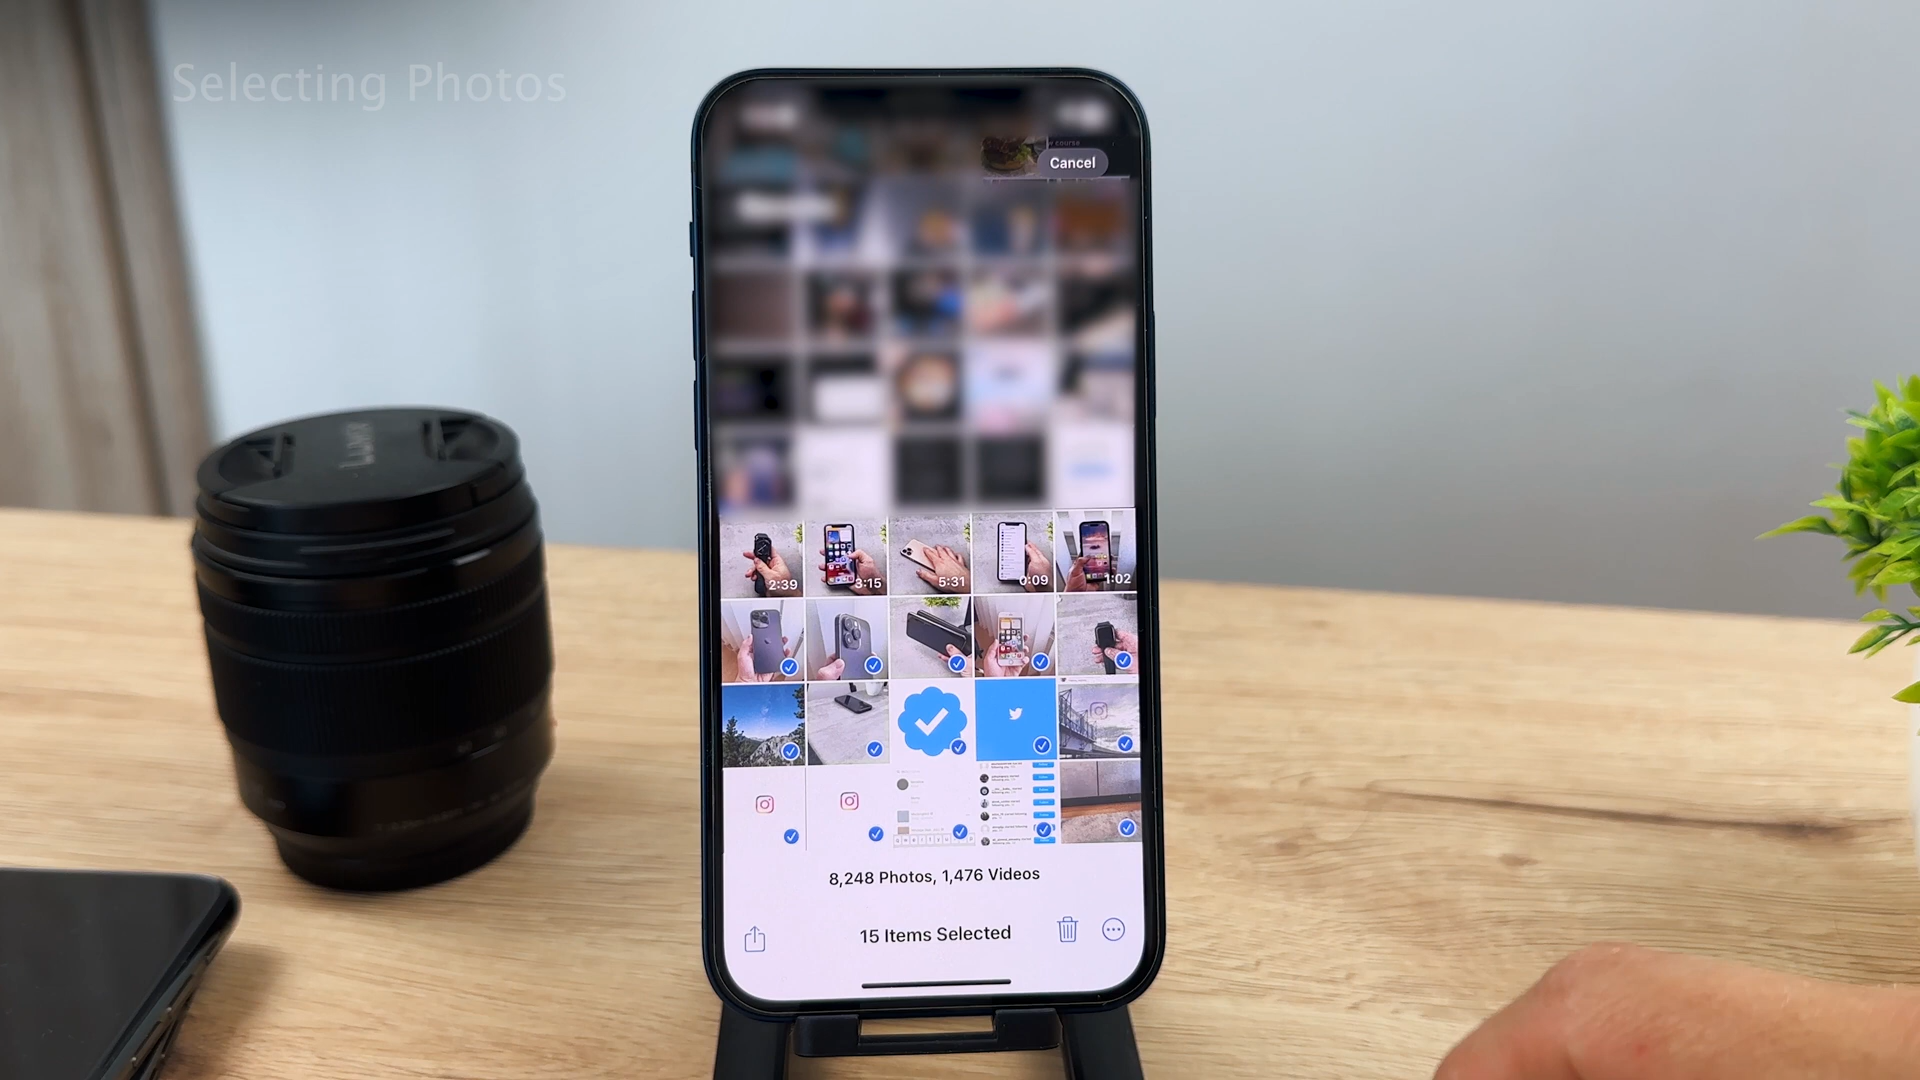 Selecting Photos
Cancel
LUMIX
2:39
3:15
5:31
0:09
1:02
8,248 Photos, 1,476 Videos
15 Items Selected